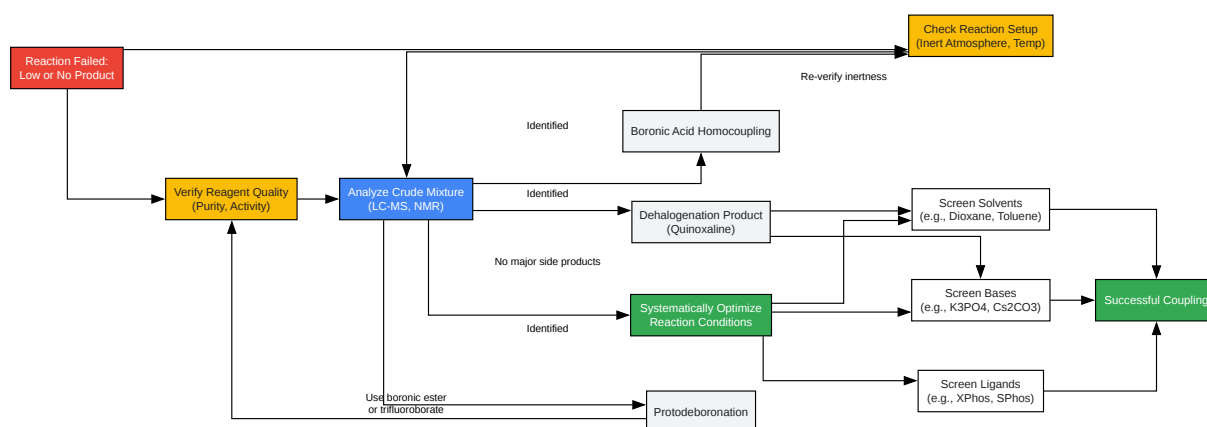 Check Reaction Setup
(Inert Atmosphere, Temp)
Reaction Failed:
Low or No Product
Re-verify inertness
Identified
Boronic Acid Homocoupling
Verify Reagent Quality
(Purity, Activity)
Analyze Crude Mixture
(LC-MS, NMR)
Identified
Dehalogenation Product
(Quinoxaline)
Screen Solvents
(e.g., Dioxane, Toluene)
No major side products
Systematically Optimize
Reaction Conditions
Screen Bases
(e.g., K3PO4, Cs2CO3)
Successful Coupling
Identified
Screen Ligands
(e.g., XPhos, SPhos)
Use boronic ester
or trifluoroborate
Protodeboronation